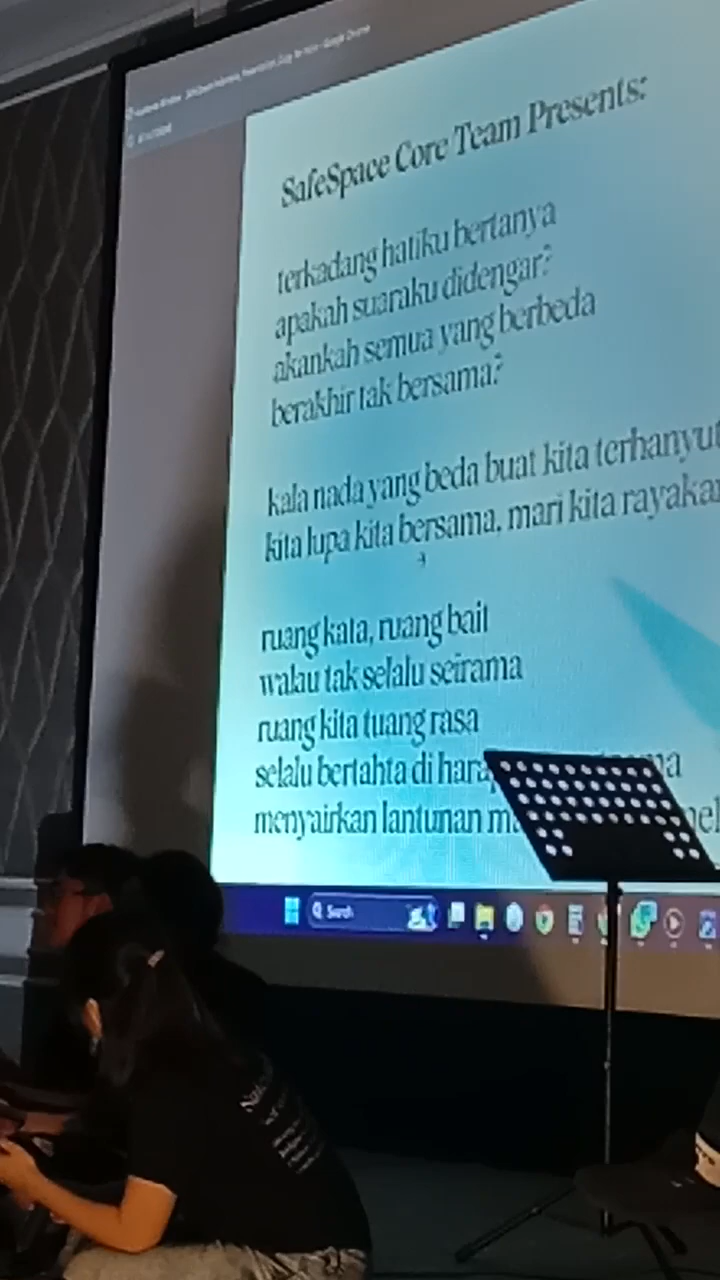 SafeSpace Core Team Presents:
terkadang hatiku bertanya
apakah suaraku didengar?
akankah semua yang berbeda
berakhir tak bersama?
kala nada yang beda buat kita terhanyut
kita lupa kita bersama, mari kita rayakan
ruang kata, ruang bait
walau tak selalu seirama
ruang kita tuang rasa
selalu bertahta di
menyairkan lantunan
Search